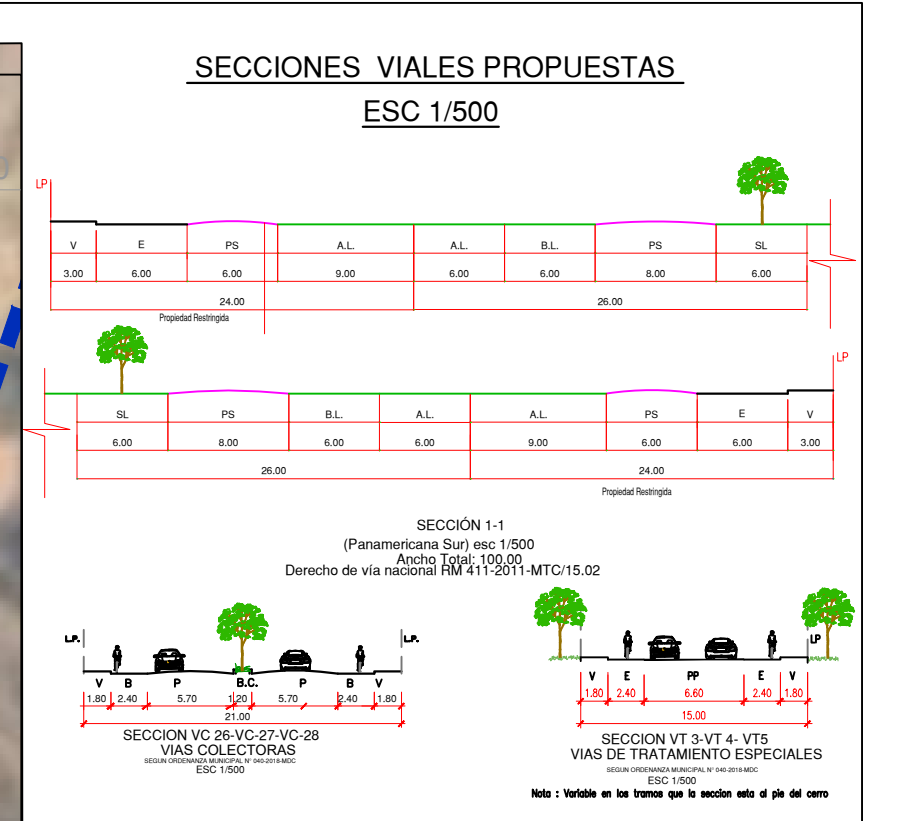 SECCIONES VIALES PROPUESTAS
ESC 1/500
LP
V E PS A.L. A.L. B.L. PS SL
3.00 6.00 6.00 9.00 6.00 6.00 8.00 6.00
24.00 26.00
Propiedad Restringida
LP
SL PS B.L. A.L. A.L. PS E V
6.00 8.00 6.00 6.00 9.00 6.00 6.00 3.00
26.00 24.00
Propiedad Restringida
SECCIÓN 1-1
(Panamericana Sur) esc 1/500
Ancho Total: 100.00
Derecho de vía nacional RM 411-2011-MTC/15.02
L.P. L.P.
V B P B.C. P B V
1.80 2.40 5.70 1.20 5.70 2.40 1.80
21.00
SECCION VC 26-VC-27-VC-28
VIAS COLECTORAS
SEGUN ORDENANZA MUNICIPAL N° 040-2018-MDC
ESC 1/500
LP
V E PP E V
1.80 2.40 6.60 2.40 1.80
15.00
SECCION VT 3-VT 4- VT5
VIAS DE TRATAMIENTO ESPECIALES
SEGUN ORDENANZA MUNICIPAL N° 040-2018-MDC
ESC 1/500
Nota : Variable en los tramos que la seccion esta al pie del cerro